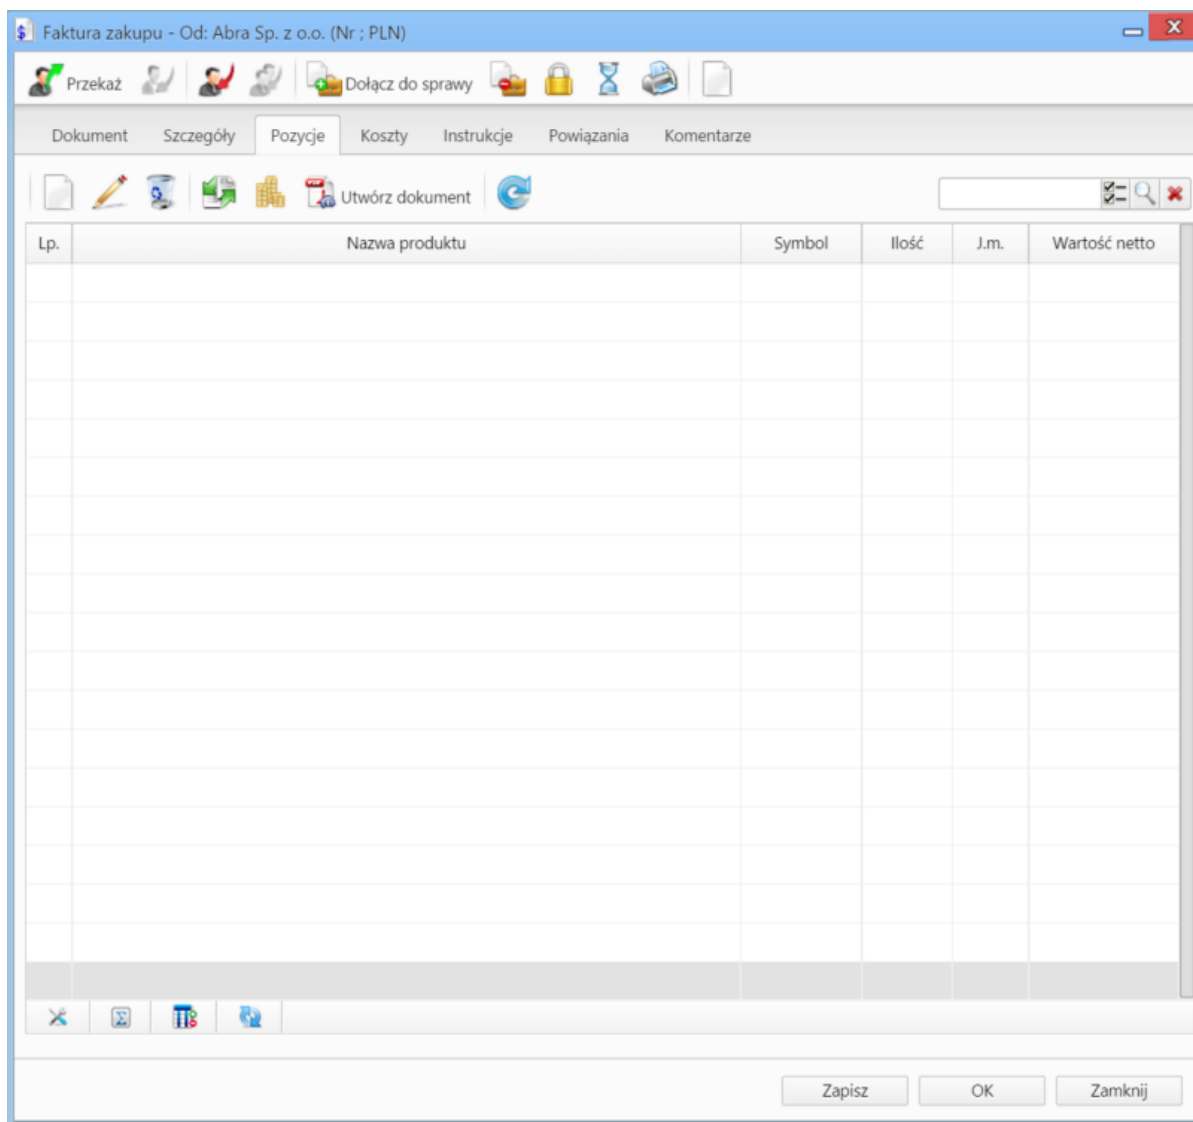 Faktura zakupu - Od: Abra Sp. z o.o. (Nr ; PLN)
Przekaż Dołącz do sprawy
Dokument Szczegóły Pozycje Koszty Instrukcje Powiązania Komentarze
Utwórz dokument
Lp. Nazwa produktu Symbol Ilość J.m. Wartość netto
Zapisz OK Zamknij